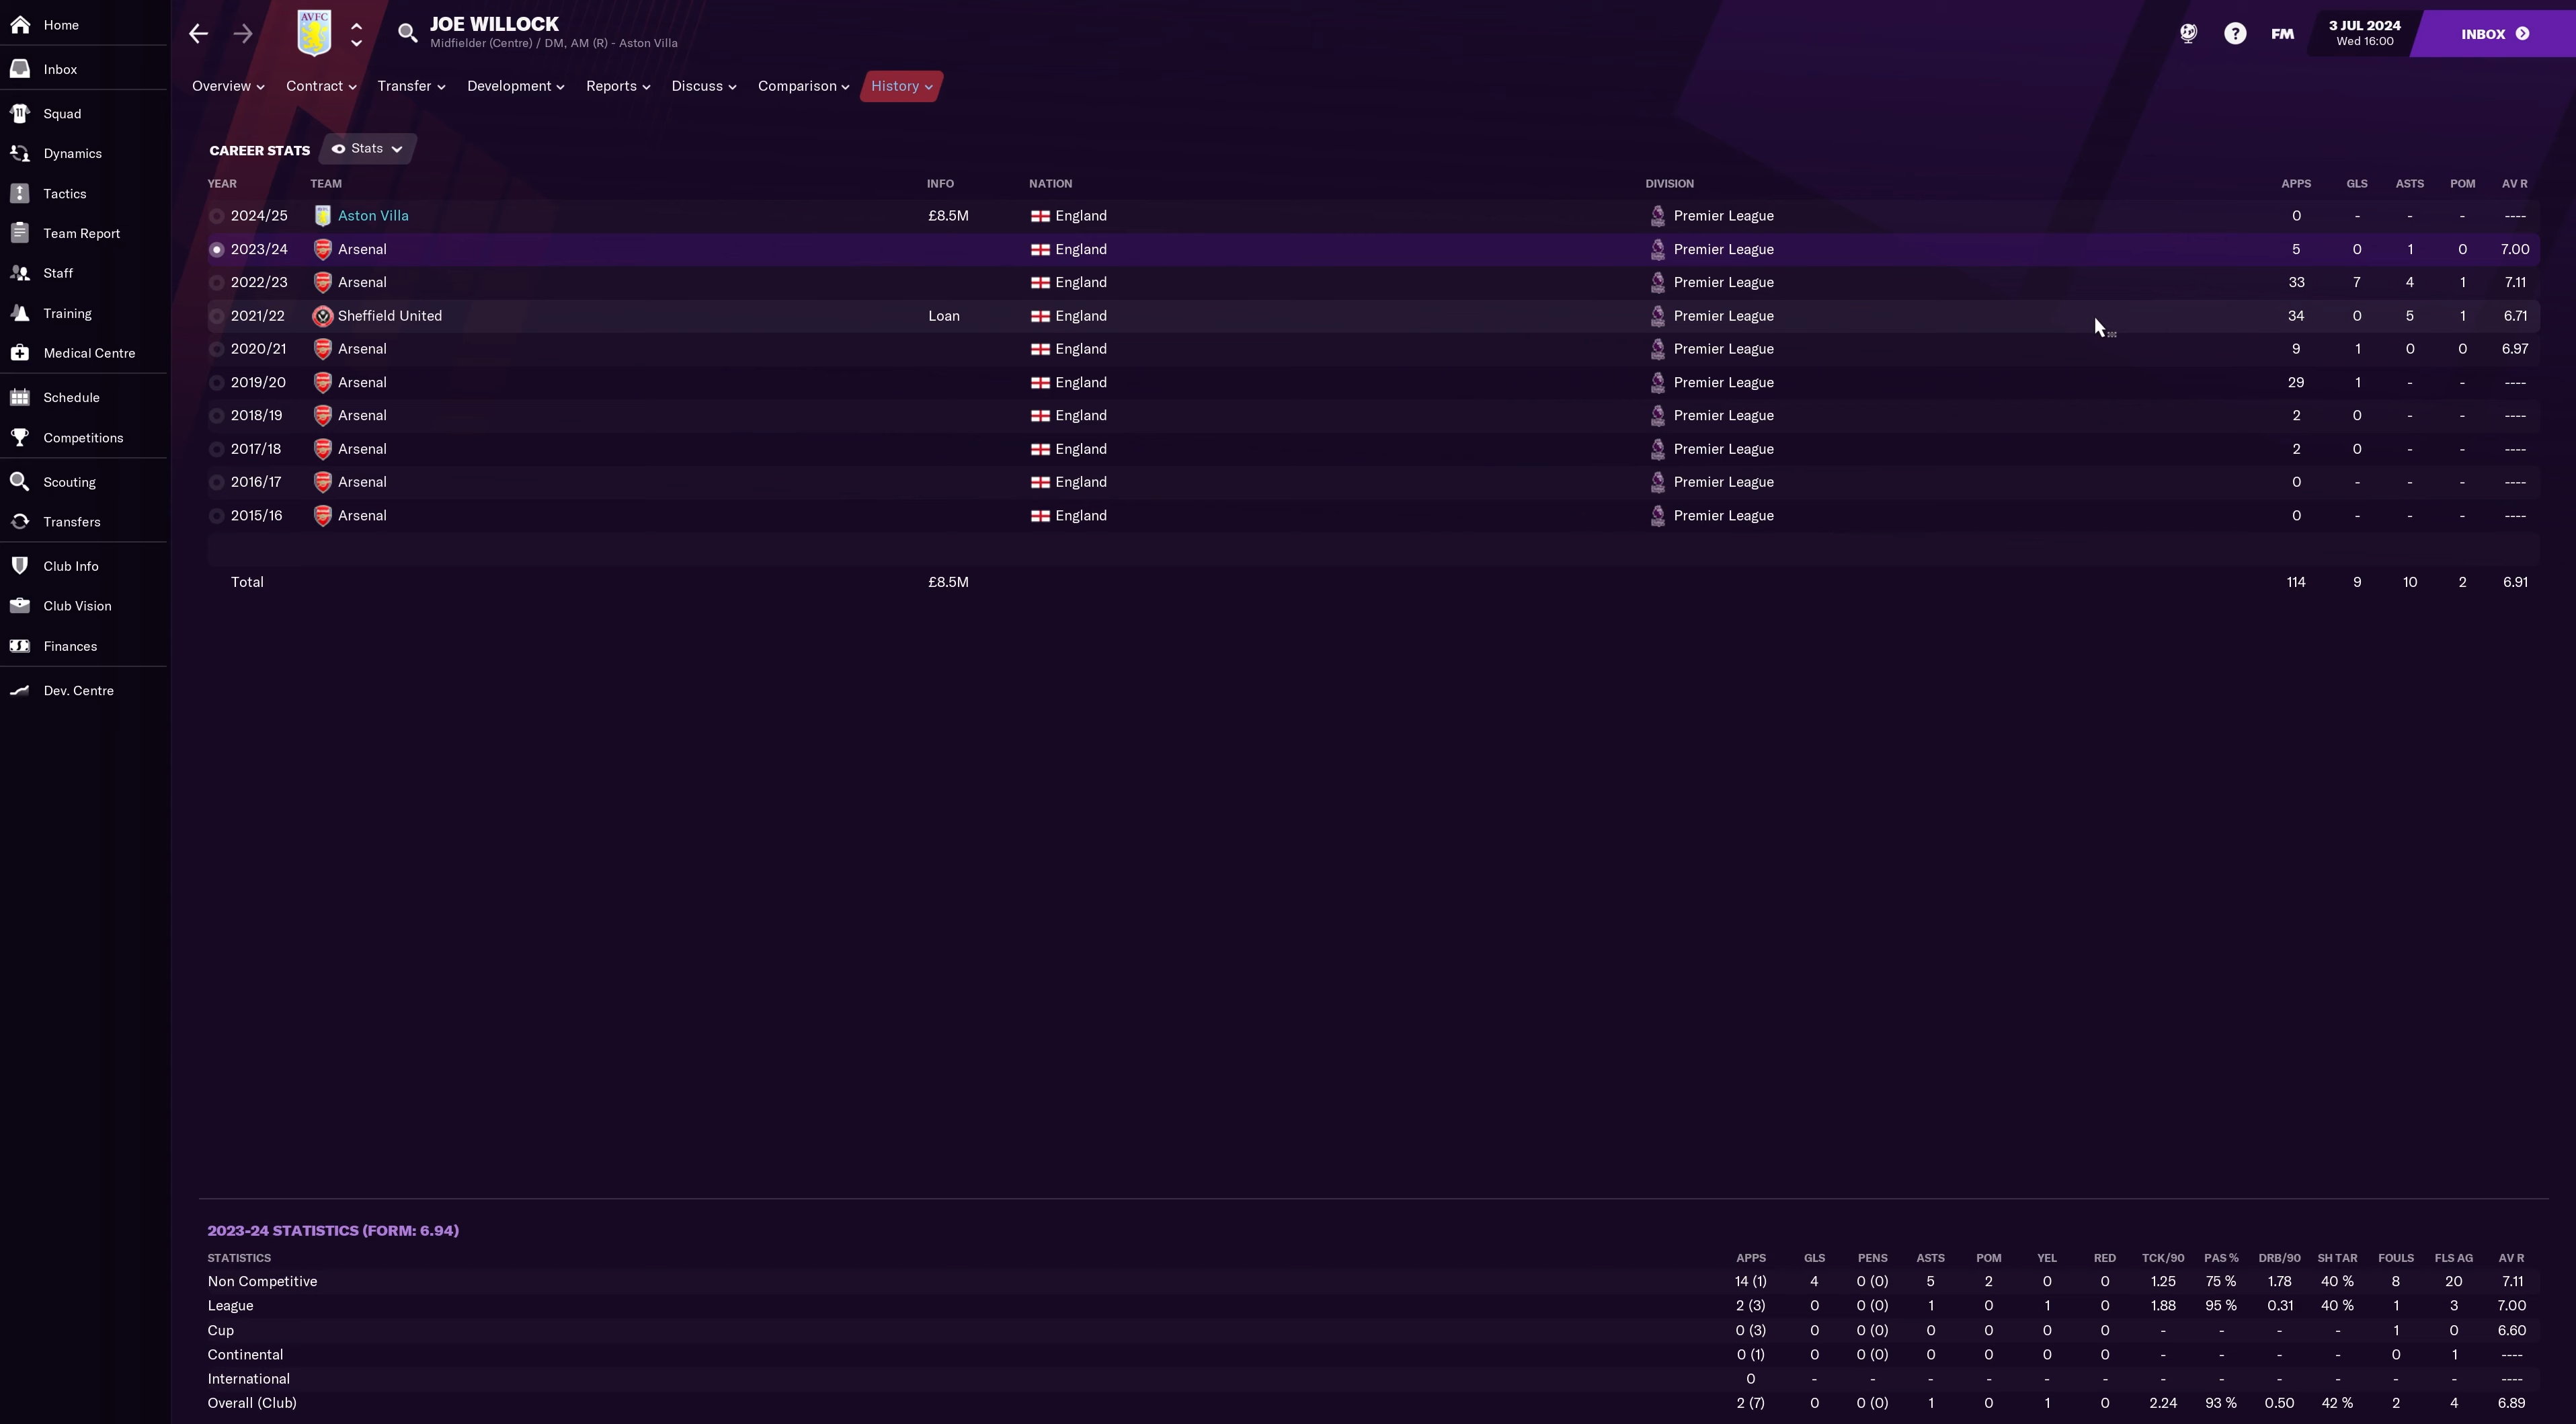 Home
Inbox
Squad
Dynamics
Tactics
Team Report
Staff
Training
Medical Centre
Schedule
Competitions
Scouting
Transfers
Club Info
Club Vision
Finances
Dev. Centre
AVFC
JOE WILLOCK
Midfielder (Centre) / DM, AM (R) - Aston Villa
? FM 3 JUL 2024 INBOX
Wed 16:00
Overview Contract Transfer Development Reports Discuss Comparison History
CAREER STATS Stats
YEAR TEAM INFO NATION DIVISION APPS GLS ASTS POM AV R
2024/25 Aston Villa £8.5M England Premier League 0 - - - ----
2023/24 Arsenal England Premier League 5 0 1 0 7.00
2022/23 Arsenal England Premier League 33 7 4 1 7.11
2021/22 Sheffield United Loan England Premier League 34 0 5 1 6.71
2020/21 Arsenal England Premier League 9 1 0 0 6.97
2019/20 Arsenal England Premier League 29 1 - - ----
2018/19 Arsenal England Premier League 2 0 - - ----
2017/18 Arsenal England Premier League 2 0 - - ----
2016/17 Arsenal England Premier League 0 - - - ----
2015/16 Arsenal England Premier League 0 - - - ----
Total £8.5M 114 9 10 2 6.91
2023-24 STATISTICS (FORM: 6.94)
STATISTICS APPS GLS PENS ASTS POM YEL RED TCK/90 PAS % DRB/90 SH TAR FOULS FLS AG AV R
Non Competitive 14 (1) 4 0 (0) 5 2 0 0 1.25 75 % 1.78 40 % 8 20 7.11
League 2 (3) 0 0 (0) 1 0 1 0 1.88 95 % 0.31 40 % 1 3 7.00
Cup 0 (3) 0 0 (0) 0 0 0 0 - - - - 1 0 6.60
Continental 0 (1) 0 0 (0) 0 0 0 0 - - - - 0 1 ----
International 0 - - - - - - - - - - - - ----
Overall (Club) 2 (7) 0 0 (0) 1 0 1 0 2.24 93 % 0.50 42 % 2 4 6.89